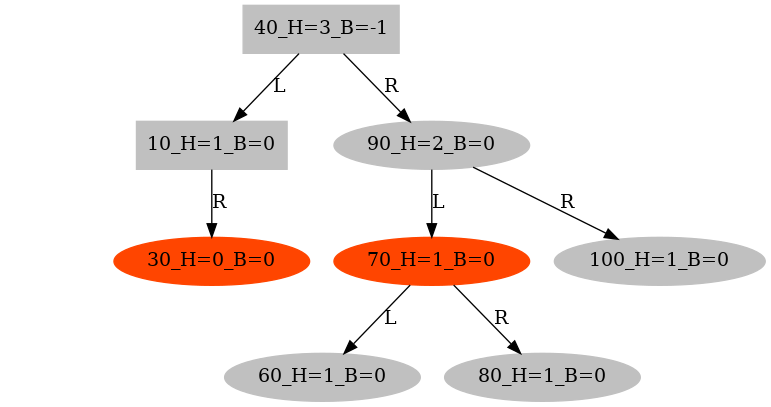 40_H=3_B=-1
L
R
10_H=1_B=0
90_H=2_B=0
R
L
R
30_H=0_B=0
70_H=1_B=0
100_H=1_B=0
L
R
60_H=1_B=0
80_H=1_B=0